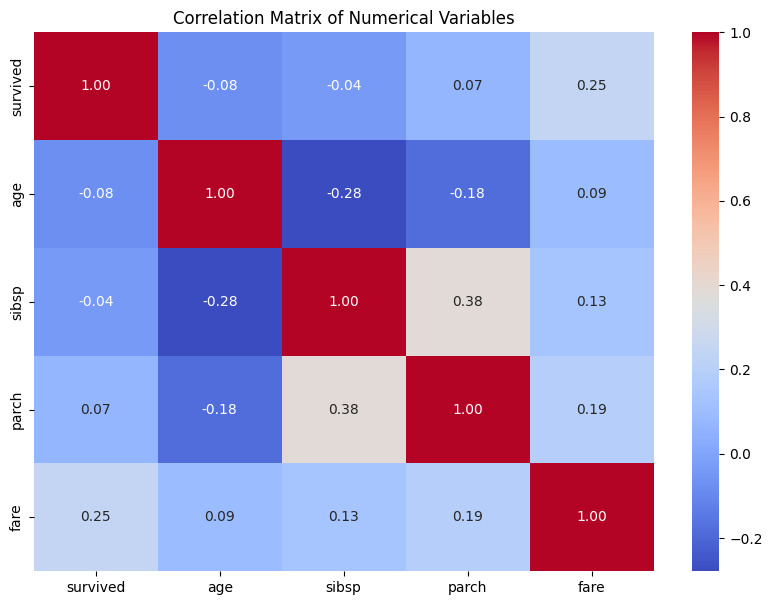 Correlation Matrix of Numerical Variables
survived
1.00 -0.08 -0.04 0.07 0.25
age
-0.08 1.00 -0.28 -0.18 0.09
sibsp
-0.04 -0.28 1.00 0.38 0.13
parch
0.07 -0.18 0.38 1.00 0.19
fare
0.25 0.09 0.13 0.19 1.00
survived age sibsp parch fare
1.0
0.8
0.6
0.4
0.2
0.0
−0.2